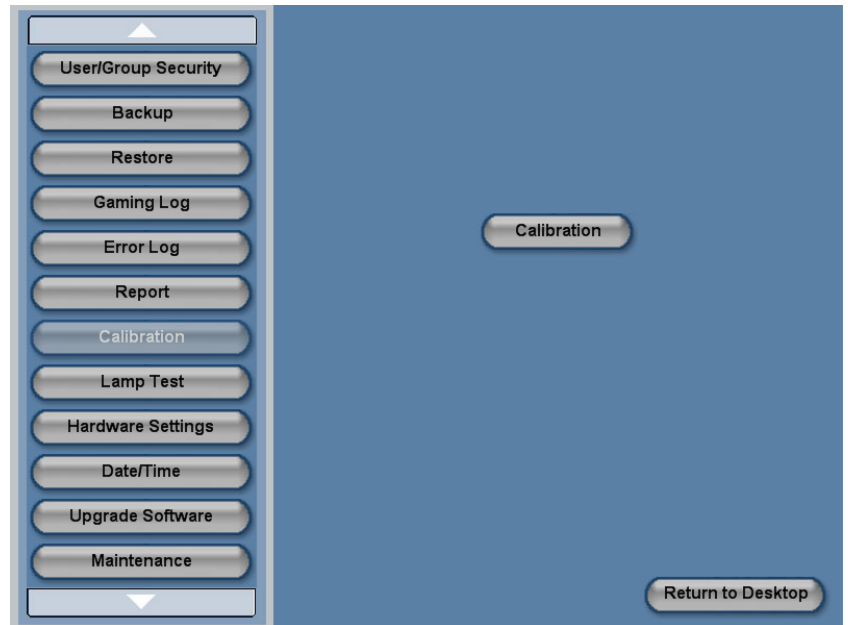 User/Group Security
Backup
Restore
Gaming Log
Error Log
Report
Calibration
Lamp Test
Hardware Settings
Date/Time
Upgrade Software
Maintenance
Calibration
Return to Desktop